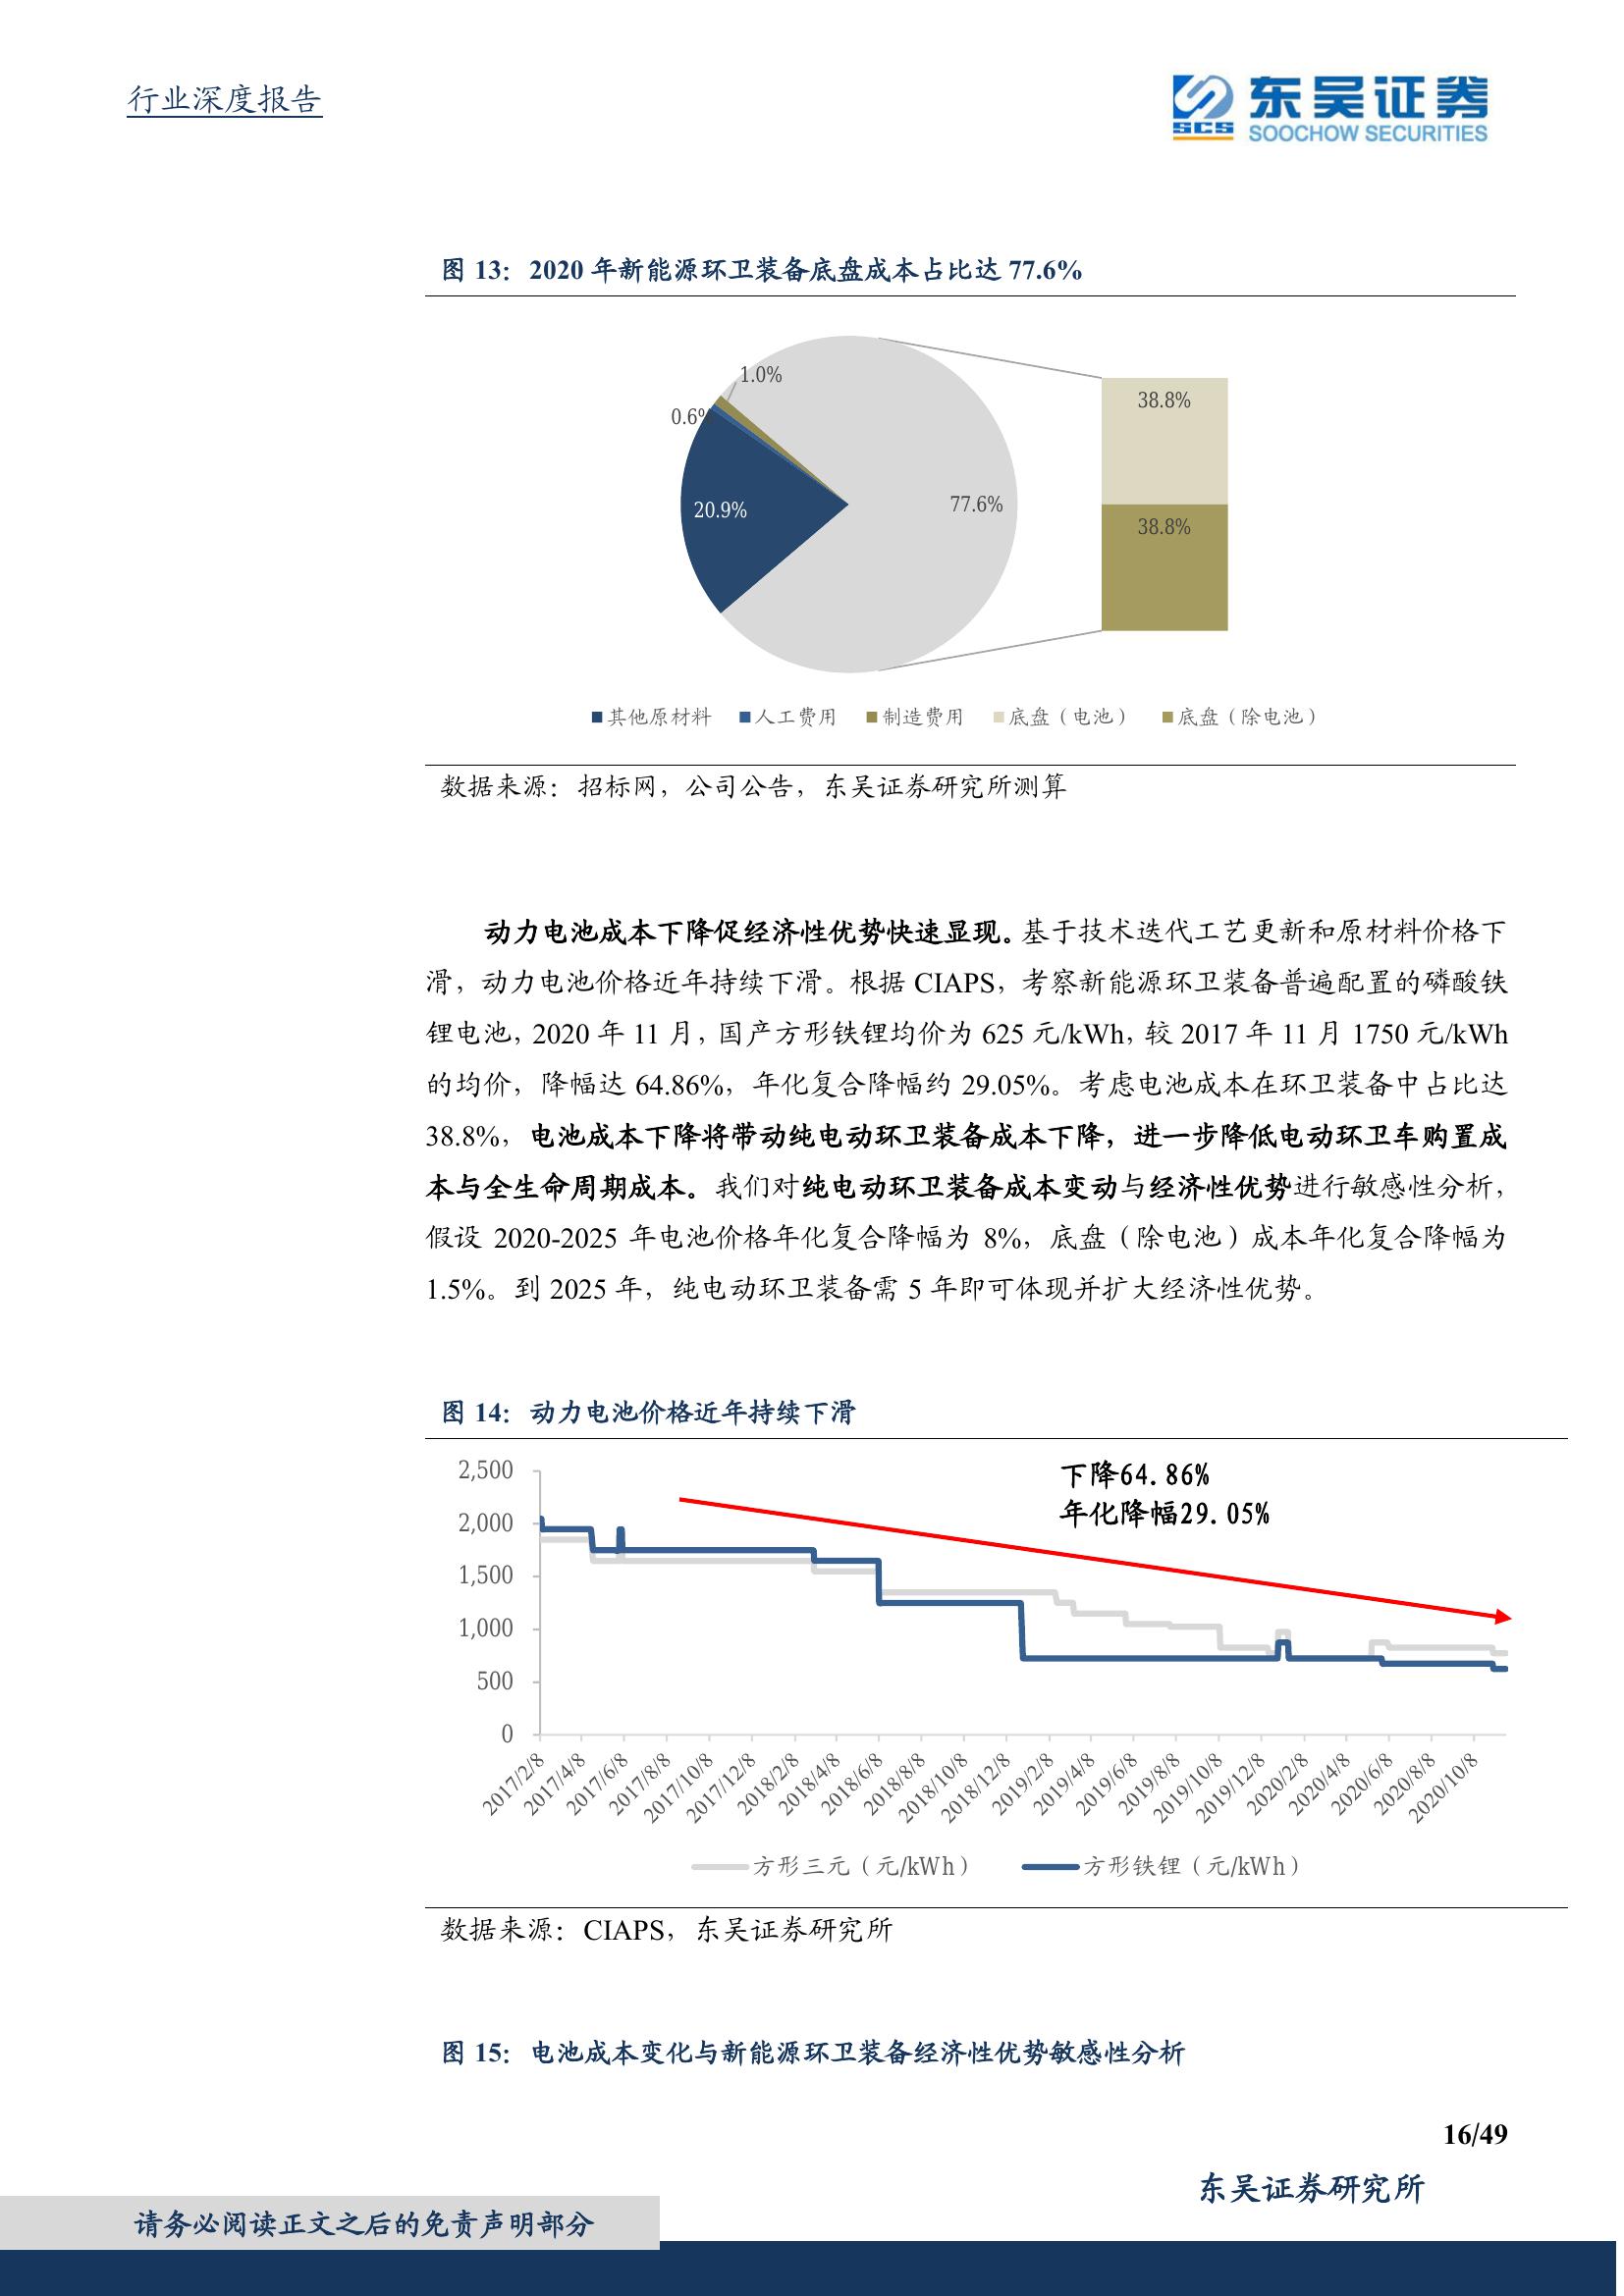 行业深度报告
东吴证券
SCS
SOOCHOW SECURITIES
图 13：2020 年新能源环卫装备底盘成本占比达 77.6%
1.0%
0.6%
20.9%
77.6%
38.8%
38.8%
其他原材料 人工费用 制造费用 底盘（电池） 底盘（除电池）
数据来源：招标网，公司公告，东吴证券研究所测算
动力电池成本下降促经济性优势快速显现。基于技术迭代工艺更新和原材料价格下
滑，动力电池价格近年持续下滑。根据 CIAPS，考察新能源环卫装备普遍配置的磷酸铁
锂电池，2020 年 11 月，国产方形铁锂均价为 625 元/kWh，较 2017 年 11 月 1750 元/kWh
的均价，降幅达 64.86%，年化复合降幅约 29.05%。考虑电池成本在环卫装备中占比达
38.8%，电池成本下降将带动纯电动环卫装备成本下降，进一步降低电动环卫车购置成
本与全生命周期成本。我们对纯电动环卫装备成本变动与经济性优势进行敏感性分析，
假设 2020-2025 年电池价格年化复合降幅为 8%，底盘（除电池）成本年化复合降幅为
1.5%。到 2025 年，纯电动环卫装备需 5 年即可体现并扩大经济性优势。
图 14：动力电池价格近年持续下滑
下降64.86%
年化降幅29.05%
2,500
2,000
1,500
1,000
500
0
2017/2/8 2017/4/8 2017/6/8 2017/8/8 2017/10/8 2017/12/8 2018/2/8 2018/4/8 2018/6/8 2018/8/8 2018/10/8 2018/12/8 2019/2/8 2019/4/8 2019/6/8 2019/8/8 2019/10/8 2019/12/8 2020/2/8 2020/4/8 2020/6/8 2020/8/8 2020/10/8
方形三元（元/kWh） 方形铁锂（元/kWh）
数据来源：CIAPS，东吴证券研究所
图 15：电池成本变化与新能源环卫装备经济性优势敏感性分析
16/49
东吴证券研究所
请务必阅读正文之后的免责声明部分